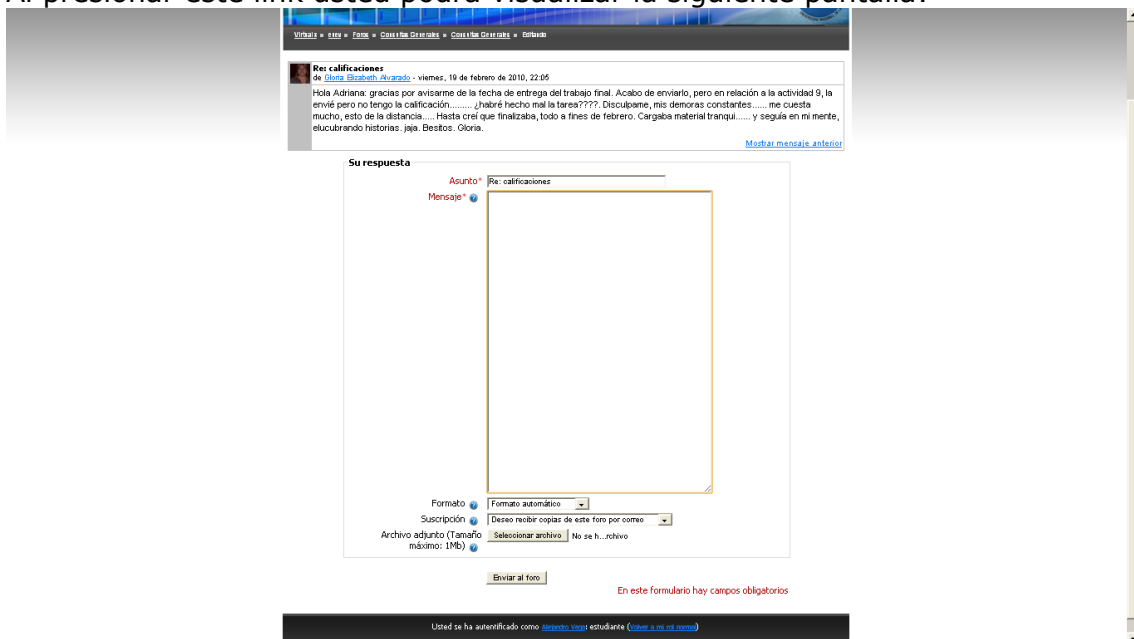 Al presionar este link usted podrá visualizar la siguiente pantalla:
Virtual s » erev » Foros » Consultas Generales » Consultas Generales » Editando
Re: calificaciones
de Gloria Elizabeth Alvarado - viernes, 19 de febrero de 2010, 22:05
Hola Adriana: gracias por avisarme de la fecha de entrega del trabajo final. Acabo de enviarlo, pero en relación a la actividad 9, la
envié pero no tengo la calificación......... ¿habré hecho mal la tarea????. Disculpame, mis demoras constantes...... me cuesta
mucho, esto de la distancia..... Hasta creí que finalizaba, todo a fines de febrero. Cargaba material tranqui...... y seguía en mi mente,
elucubrando historias. jaja. Besitos. Gloria.
Mostrar mensaje anterior
Su respuesta
Asunto* Re: calificaciones
Mensaje*
Formato Formato automático
Suscripción Deseo recibir copias de este foro por correo
Archivo adjunto (Tamaño Seleccionar archivo No se h...rchivo
máximo: 1Mb)
Enviar al foro
En este formulario hay campos obligatorios
Usted se ha autentificado como Alejandro Vega: estudiante (Volver a mi rol normal)